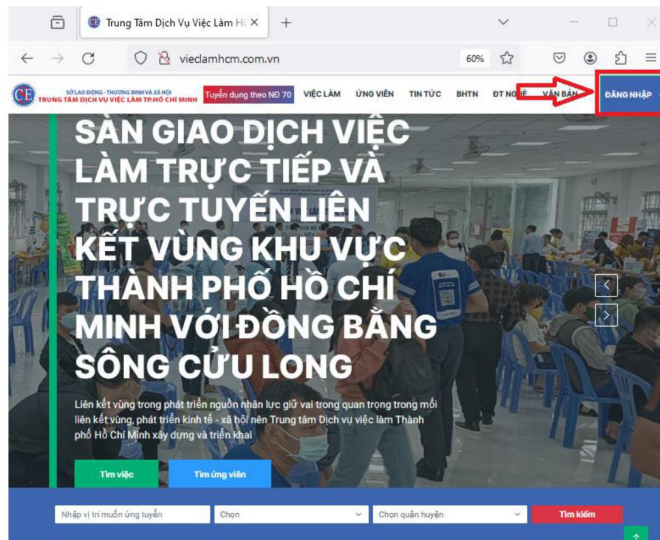 Trung Tâm Dịch Vụ Việc Làm Hồ
vieclamhcm.com.vn
60%
CE
SỞ LAO ĐỘNG - THƯƠNG BINH VÀ XÃ HỘI
TRUNG TÂM DỊCH VỤ VIỆC LÀM TP.HỒ CHÍ MINH
Tuyển dụng theo NĐ 70
VIỆC LÀM
ỨNG VIÊN
TIN TỨC
BHTN
ĐT NGHỀ
VĂN BẢN
ĐĂNG NHẬP
SÀN GIAO DỊCH VIỆC
LÀM TRỰC TIẾP VÀ
TRỰC TUYẾN LIÊN
KẾT VÙNG KHU VỰC
THÀNH PHỐ HỒ CHÍ
MINH VỚI ĐỒNG BẰNG
SÔNG CỬU LONG
Liên kết vùng trong phát triển nguồn nhân lực giữ vai trong quan trọng trong mối
liên kết vùng, phát triển kinh tế - xã hội nên Trung tâm Dịch vụ việc làm Thành
phố Hồ Chí Minh xây dựng và triển khai
Tìm việc
Tìm ứng viên
Nhập vị trí muốn ứng tuyển
Chọn
Chọn quận huyện
Tìm kiếm